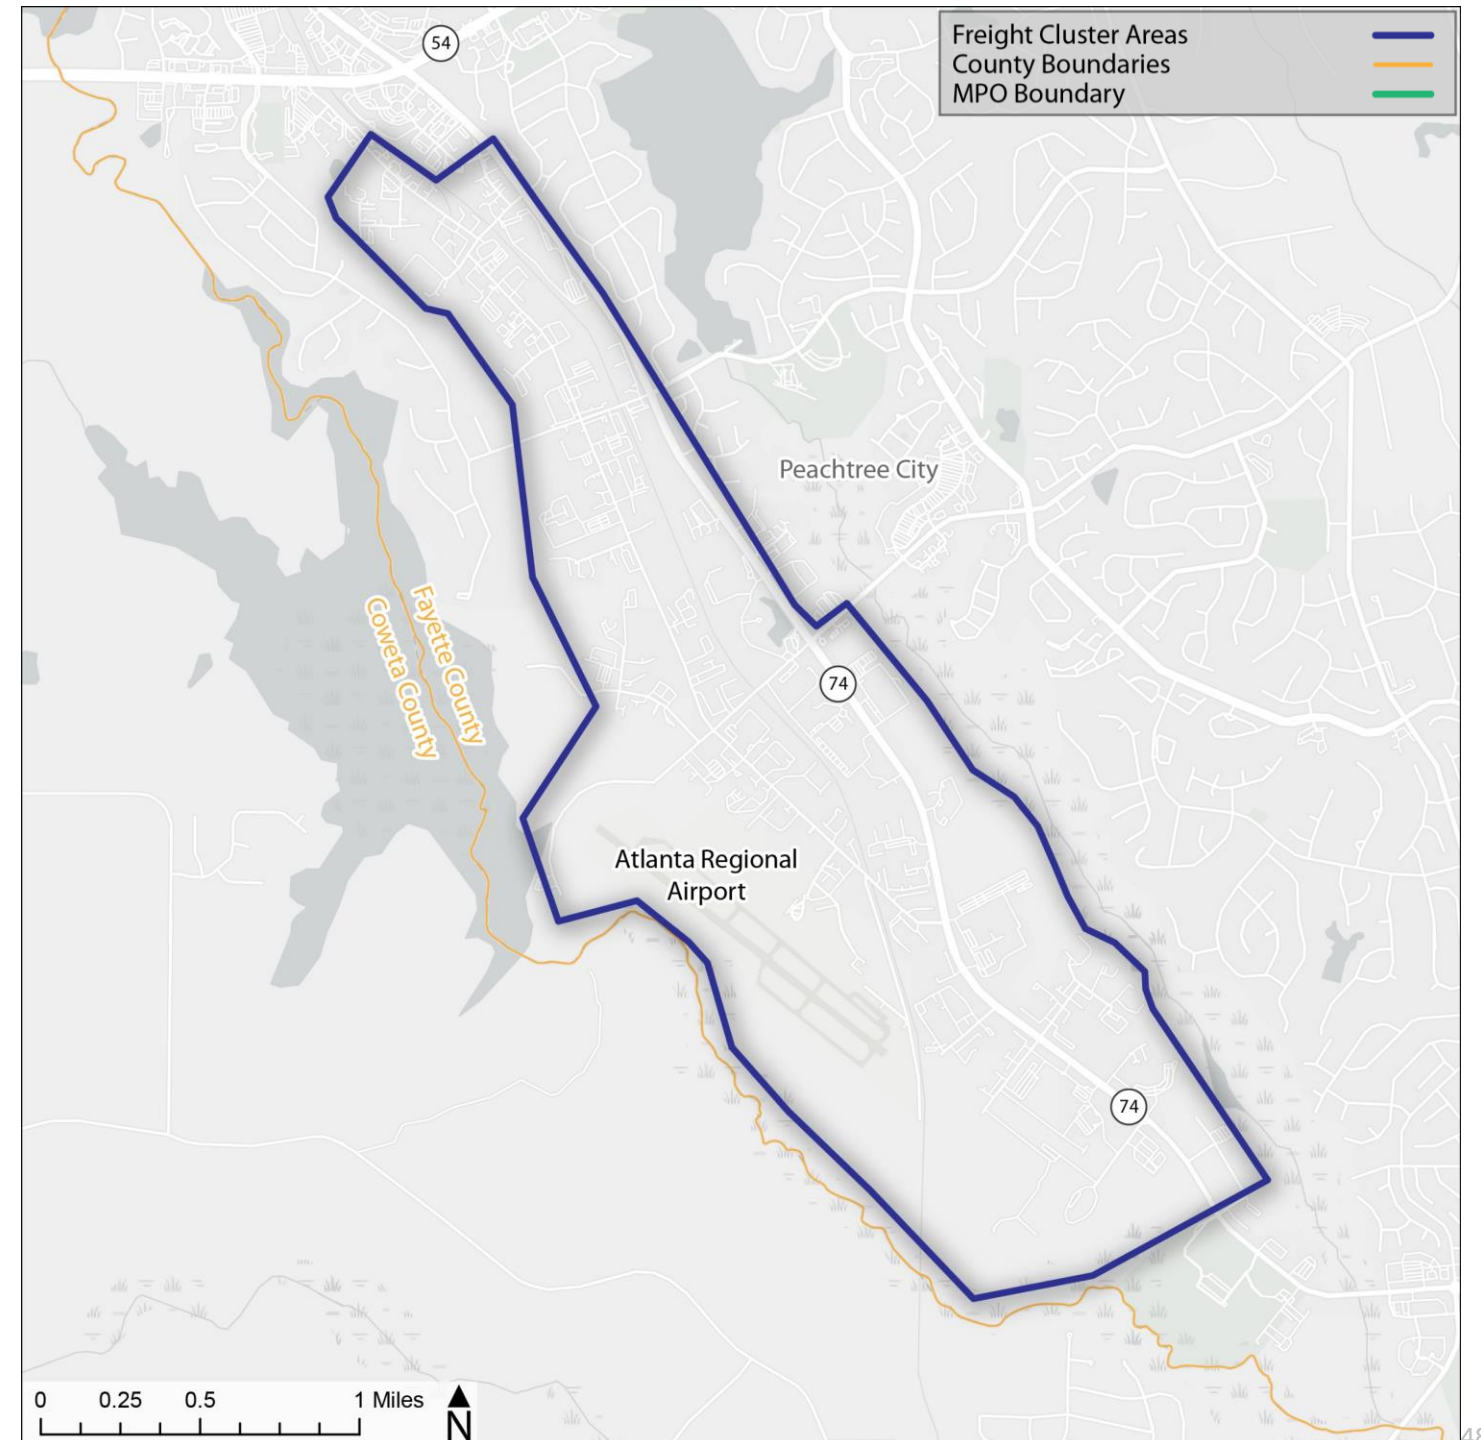 54
Freight Cluster Areas
County Boundaries
MPO Boundary
Peachtree City
Fayette County
Coweta County
74
Atlanta Regional
Airport
74
0 0.25 0.5 1 Miles
N
48